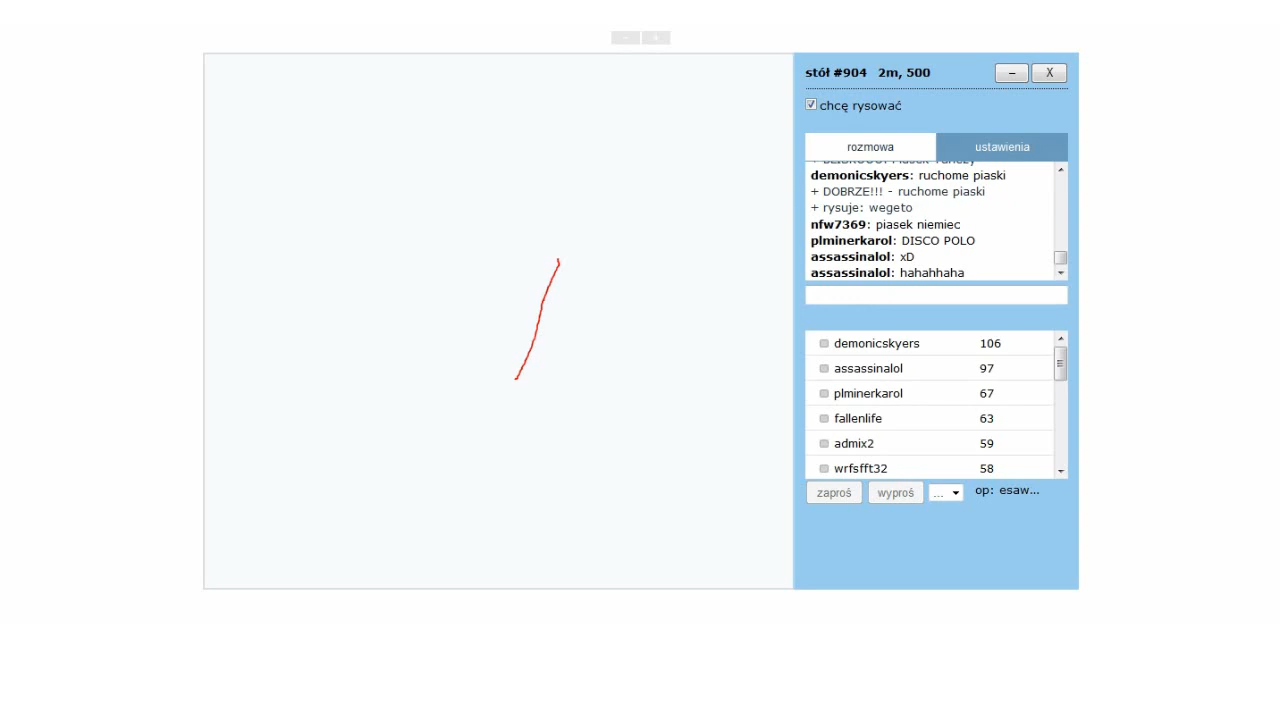 stół #904 2m, 500
– X
chcę rysować
rozmowa ustawienia
demonicskyers: ruchome piaski
+ DOBRZE!!! - ruchome piaski
+ rysuje: wegeto
nfw7369: piasek niemiec
plminerkarol: DISCO POLO
assassinalol: xD
assassinalol: hahahhaha
demonicskyers 106
assassinalol 97
plminerkarol 67
fallenlife 63
admix2 59
wrfsfft32 58
zaproś wyproś ... op: esaw...